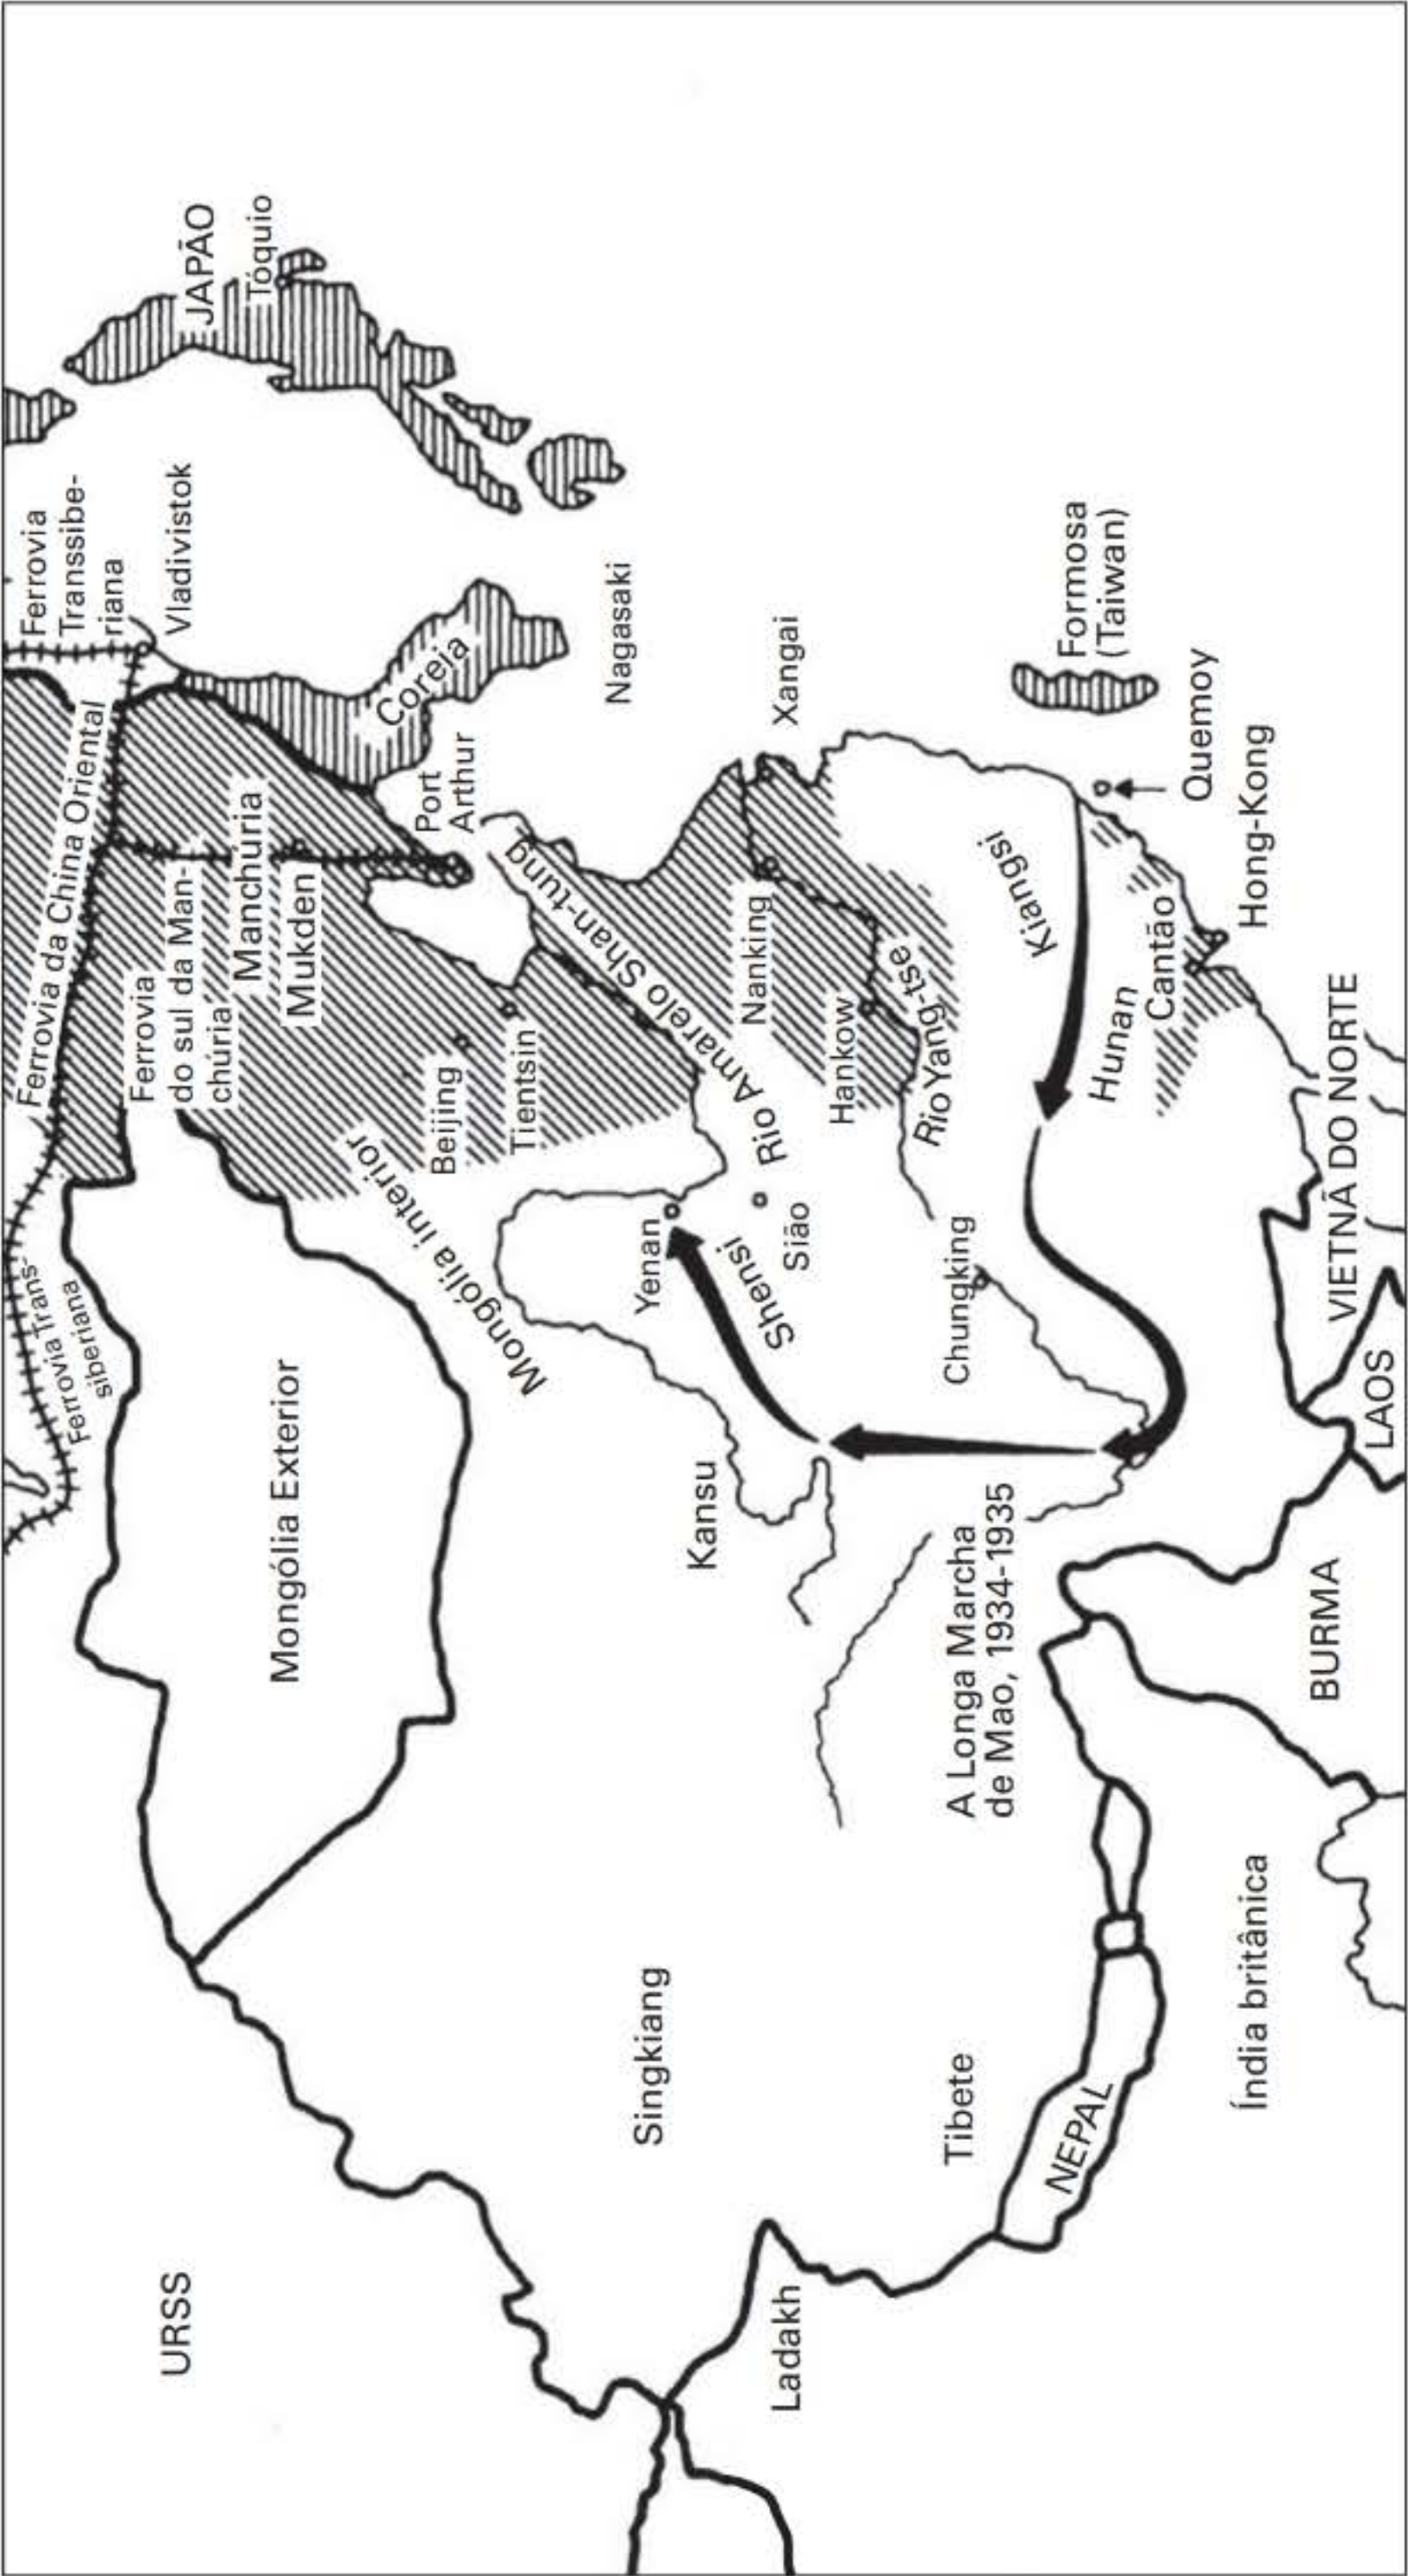 URSS
Mongólia Exterior
Ferrovia Trans-
siberiana
Ferrovia da China Oriental
Ferrovia
do sul da Man-
chúria
Manchúria
Mukden
Ferrovia
Transsibe-
riana
Vladivistok
JAPÃO
Tóquio
Coreia
Port
Arthur
Nagasaki
Mongólia interior
Beijing
Tientsin
Shan-tung
Rio Amarelo
Singkiang
Kansu
Yenan
Shensi
Sião
Nanking
Xangai
Hankow
Rio Yang-tse
Ladakh
Tibete
A Longa Marcha
de Mao, 1934-1935
Chungking
Kiangsi
Hunan
Cantão
Formosa
(Taiwan)
Quemoy
Hong-Kong
NEPAL
Índia britânica
BURMA
LAOS
VIETNÃ DO NORTE